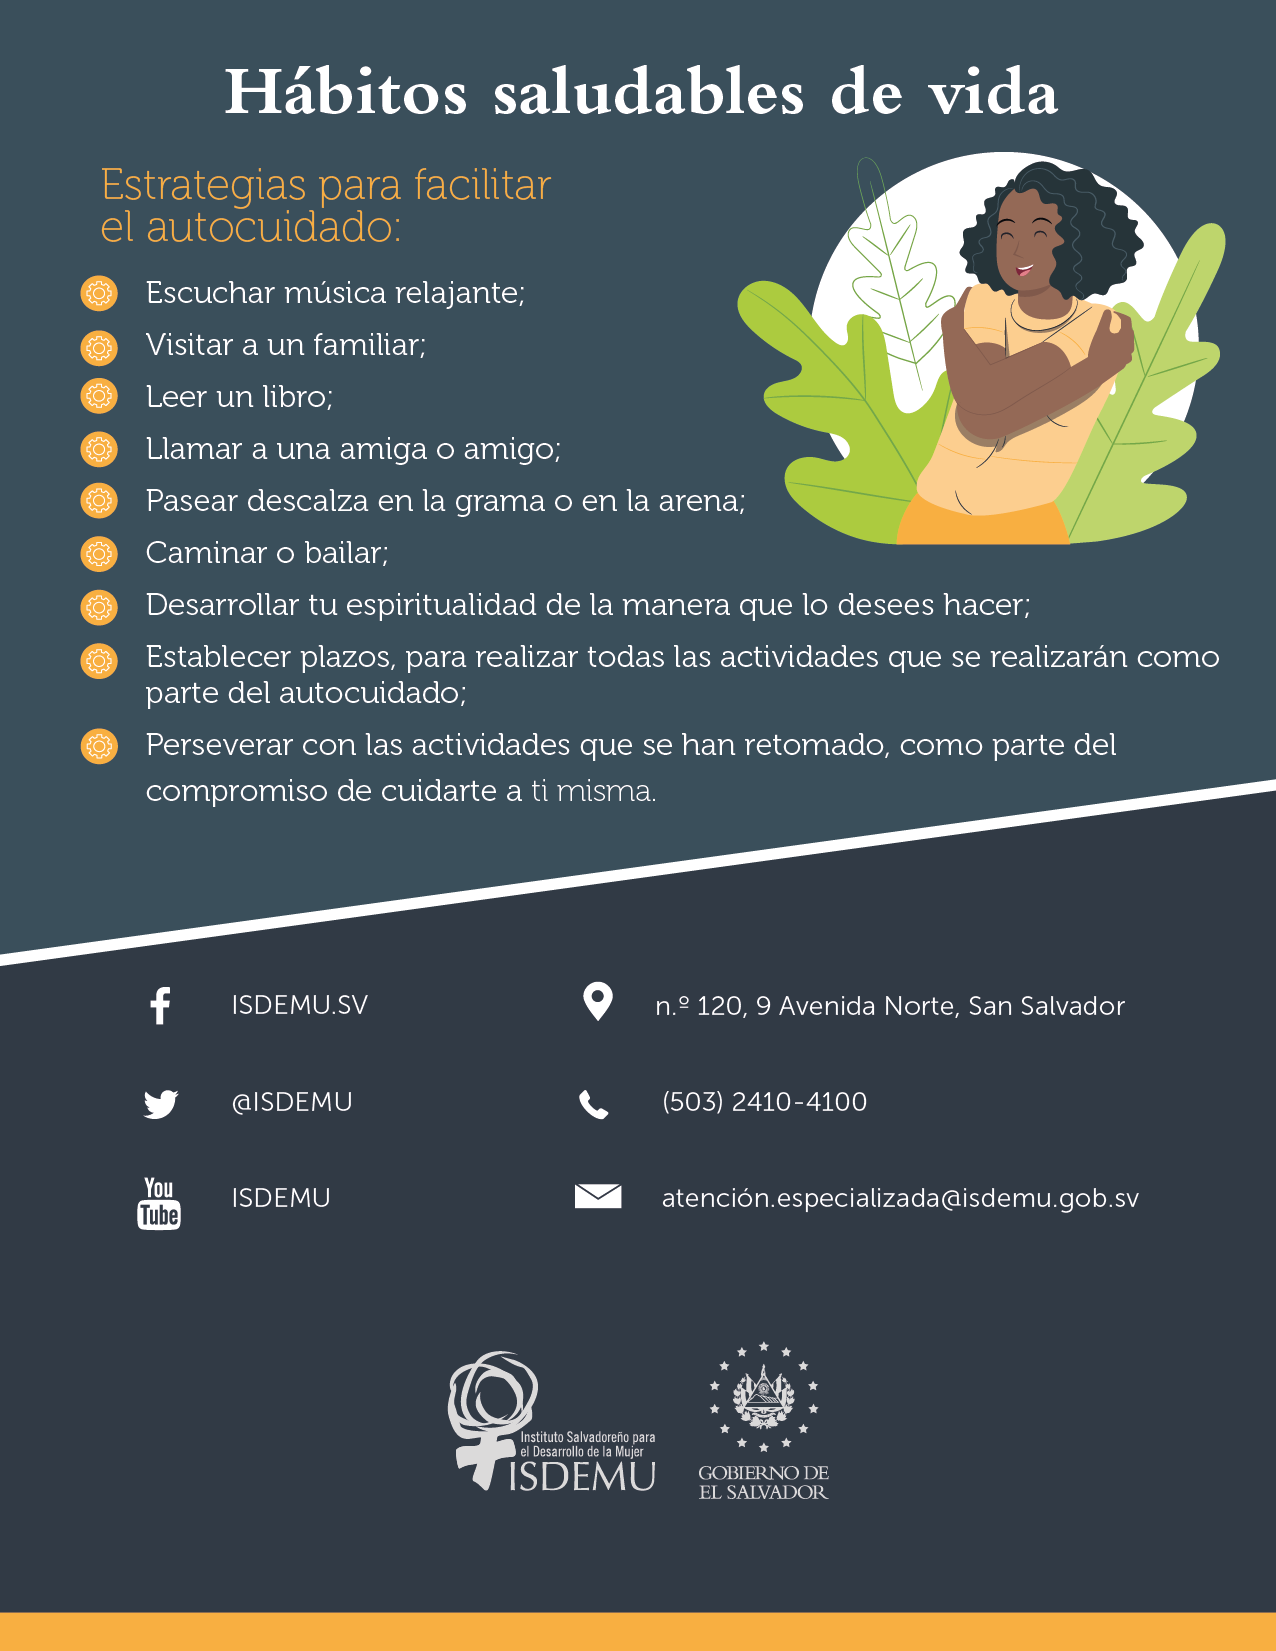 Hábitos saludables de vida
Estrategias para facilitar
el autocuidado:
Escuchar música relajante;
Visitar a un familiar;
Leer un libro;
Llamar a una amiga o amigo;
Pasear descalza en la grama o en la arena;
Caminar o bailar;
Desarrollar tu espiritualidad de la manera que lo desees hacer;
Establecer plazos, para realizar todas las actividades que se realizarán como
parte del autocuidado;
Perseverar con las actividades que se han retomado, como parte del
compromiso de cuidarte a ti misma.
ISDEMU.SV
n.º 120, 9 Avenida Norte, San Salvador
@ISDEMU
(503) 2410-4100
You
Tube
ISDEMU
atención.especializada@isdemu.gob.sv
Instituto Salvadoreño para
el Desarrollo de la Mujer
ISDEMU
GOBIERNO DE
EL SALVADOR